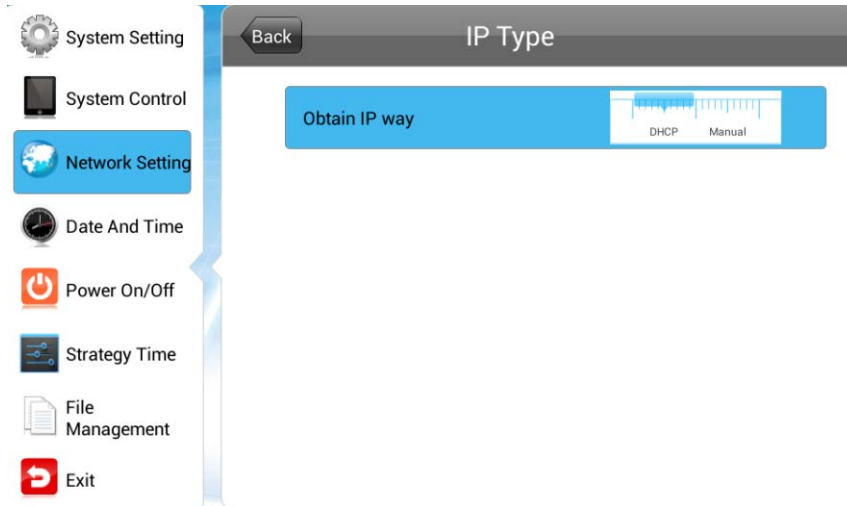 System Setting
System Control
Network Setting
Date And Time
Power On/Off
Strategy Time
File
Management
Exit
Back
IP Type
Obtain IP way
DHCP Manual